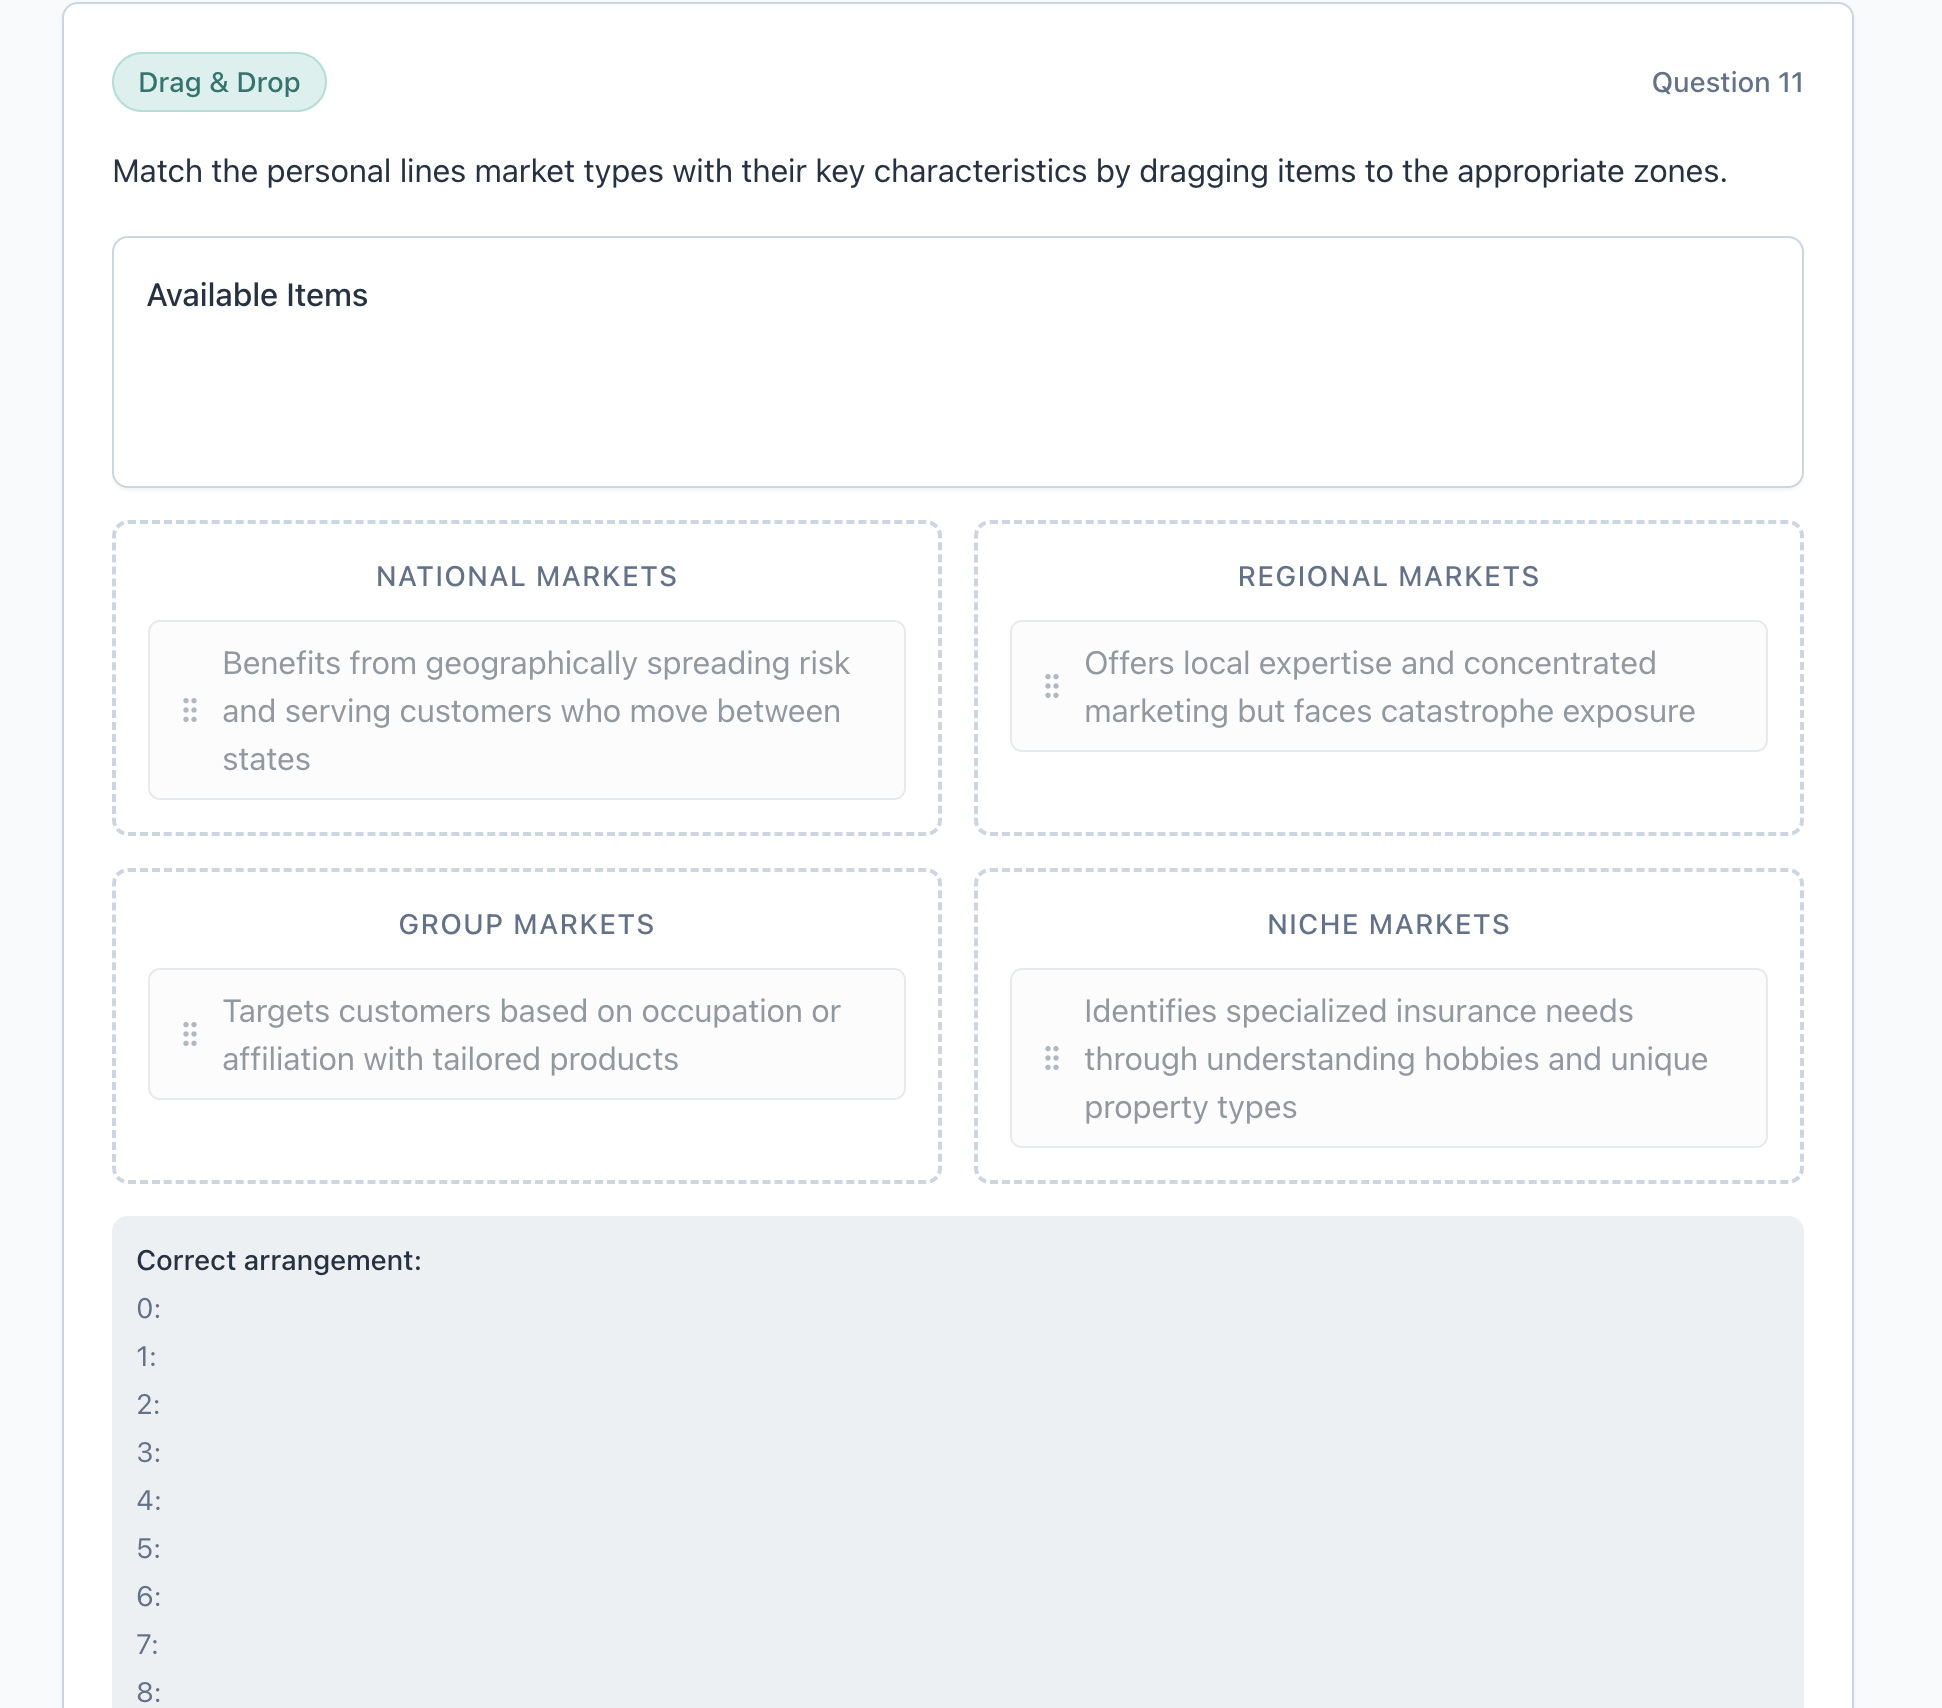 Drag & Drop
Question 11
Match the personal lines market types with their key characteristics by dragging items to the appropriate zones.
Available Items
NATIONAL MARKETS
Benefits from geographically spreading risk
and serving customers who move between
states
REGIONAL MARKETS
Offers local expertise and concentrated
marketing but faces catastrophe exposure
GROUP MARKETS
Targets customers based on occupation or
affiliation with tailored products
NICHE MARKETS
Identifies specialized insurance needs
through understanding hobbies and unique
property types
Correct arrangement:
0:
1:
2:
3:
4:
5:
6:
7:
8: